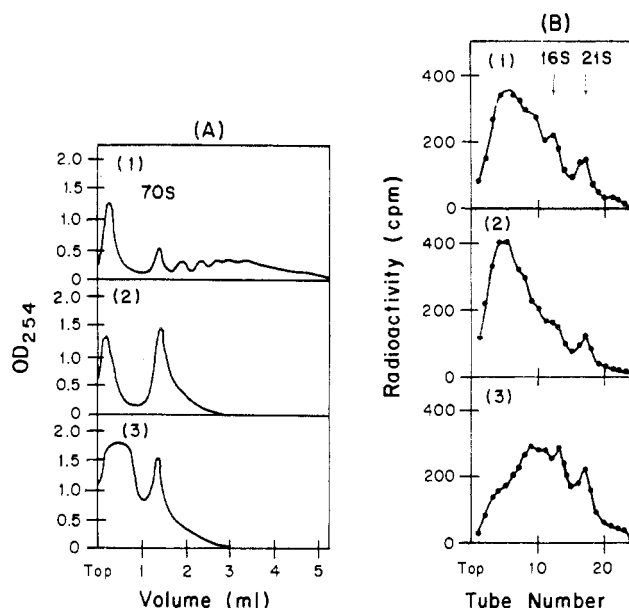 (A)
(1)
70S
2.0
1.5
1.0
0.5
0
(2)
2.0
1.5
1.0
0.5
0
(3)
2.0
1.5
1.0
0.5
0
OD254
Top 1 2 3 4 5
Volume (ml)
(B)
(1) 16S 21S
400
200
0
(2)
400
200
0
(3)
400
200
0
Radioactivity (cpm)
Top 10 20
Tube Number